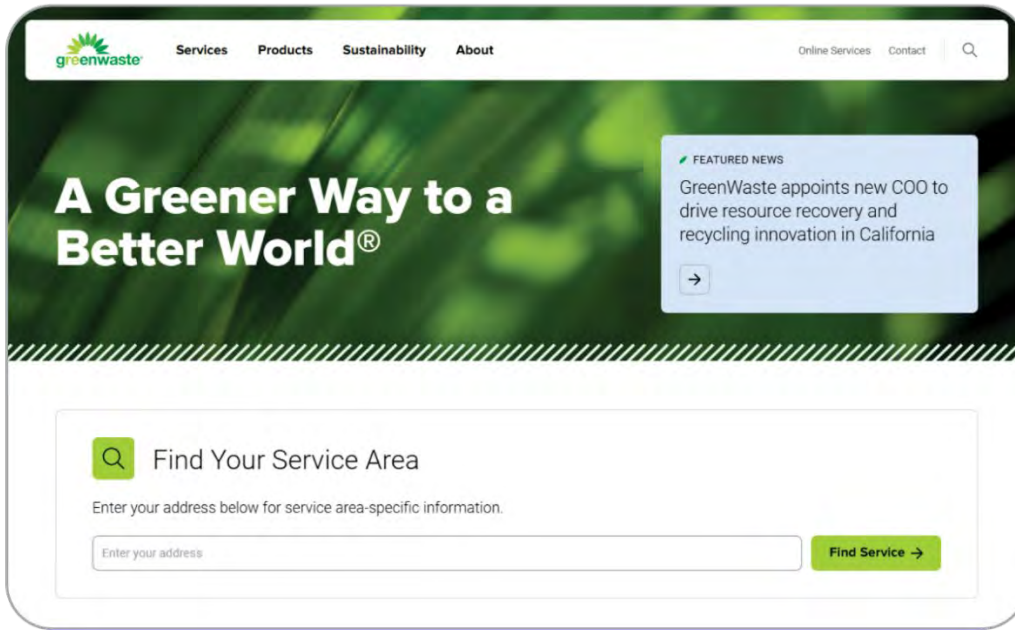 greenwaste
Services Products Sustainability About Online Services Contact
A Greener Way to a
Better World®
FEATURED NEWS
GreenWaste appoints new COO to
drive resource recovery and
recycling innovation in California
Find Your Service Area
Enter your address below for service area-specific information.
Enter your address
Find Service →